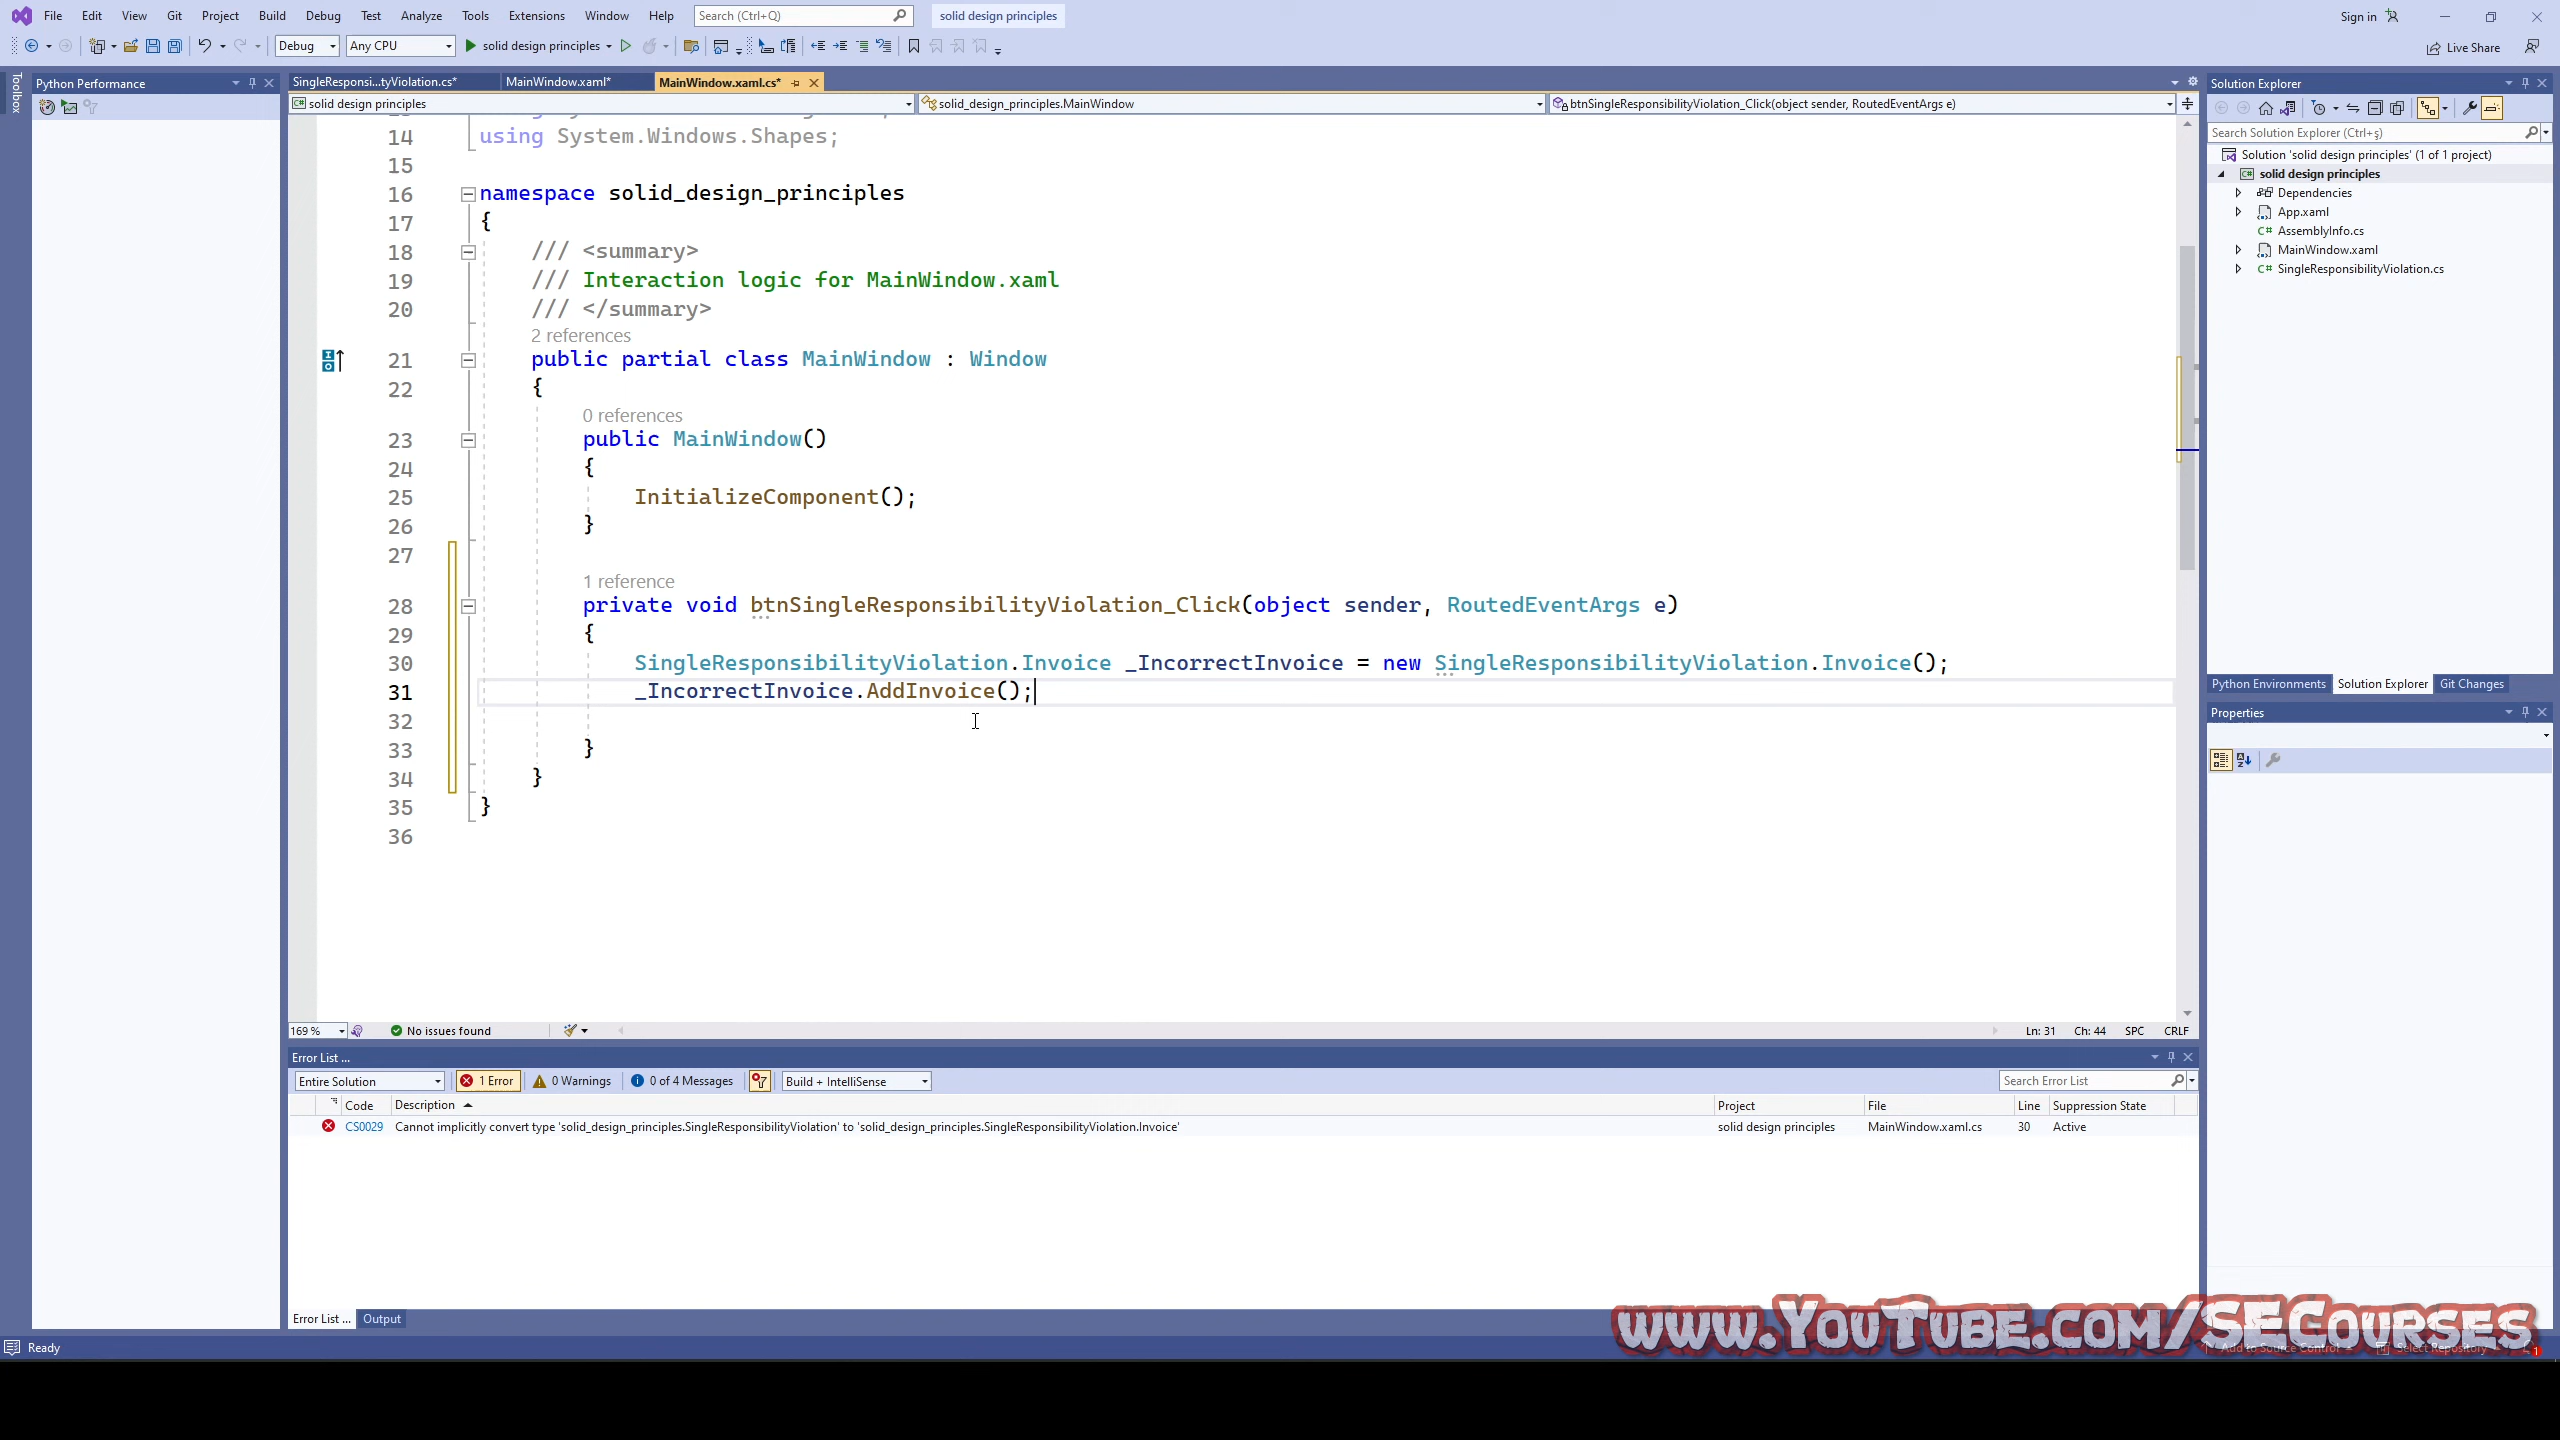 File Edit View Git Project Build Debug Test Analyze Tools Extensions Window Help Search (Ctrl+Q) solid design principles Sign in
Debug Any CPU solid design principles Live Share
Toolbox
Python Performance
SingleResponsi...tyViolation.cs* MainWindow.xaml* MainWindow.xaml.cs*
solid design principles solid_design_principles.MainWindow btnSingleResponsibilityViolation_Click(object sender, RoutedEventArgs e)
14 using System.Windows.Shapes;
15
16 namespace solid_design_principles
17 {
18 /// <summary>
19 /// Interaction logic for MainWindow.xaml
20 /// </summary>
2 references
21 public partial class MainWindow : Window
22 {
0 references
23 public MainWindow()
24 {
25 InitializeComponent();
26 }
27
1 reference
28 private void btnSingleResponsibilityViolation_Click(object sender, RoutedEventArgs e)
29 {
30 SingleResponsibilityViolation.Invoice _IncorrectInvoice = new SingleResponsibilityViolation.Invoice();
31 _IncorrectInvoice.AddInvoice();
32
33 }
34 }
35 }
36
169 % No issues found Ln: 31 Ch: 44 SPC CRLF
Error List ...
Entire Solution 1 Error 0 Warnings 0 of 4 Messages Build + IntelliSense Search Error List
Code Description Project File Line Suppression State
CS0029 Cannot implicitly convert type 'solid_design_principles.SingleResponsibilityViolation' to 'solid_design_principles.SingleResponsibilityViolation.Invoice' solid design principles MainWindow.xaml.cs 30 Active
Error List ... Output
Solution Explorer
Search Solution Explorer (Ctrl+ş)
Solution 'solid design principles' (1 of 1 project)
solid design principles
Dependencies
App.xaml
AssemblyInfo.cs
MainWindow.xaml
SingleResponsibilityViolation.cs
Python Environments Solution Explorer Git Changes
Properties
www.YouTube.com/SECourses
Ready Add to Source Control Select Repository 1